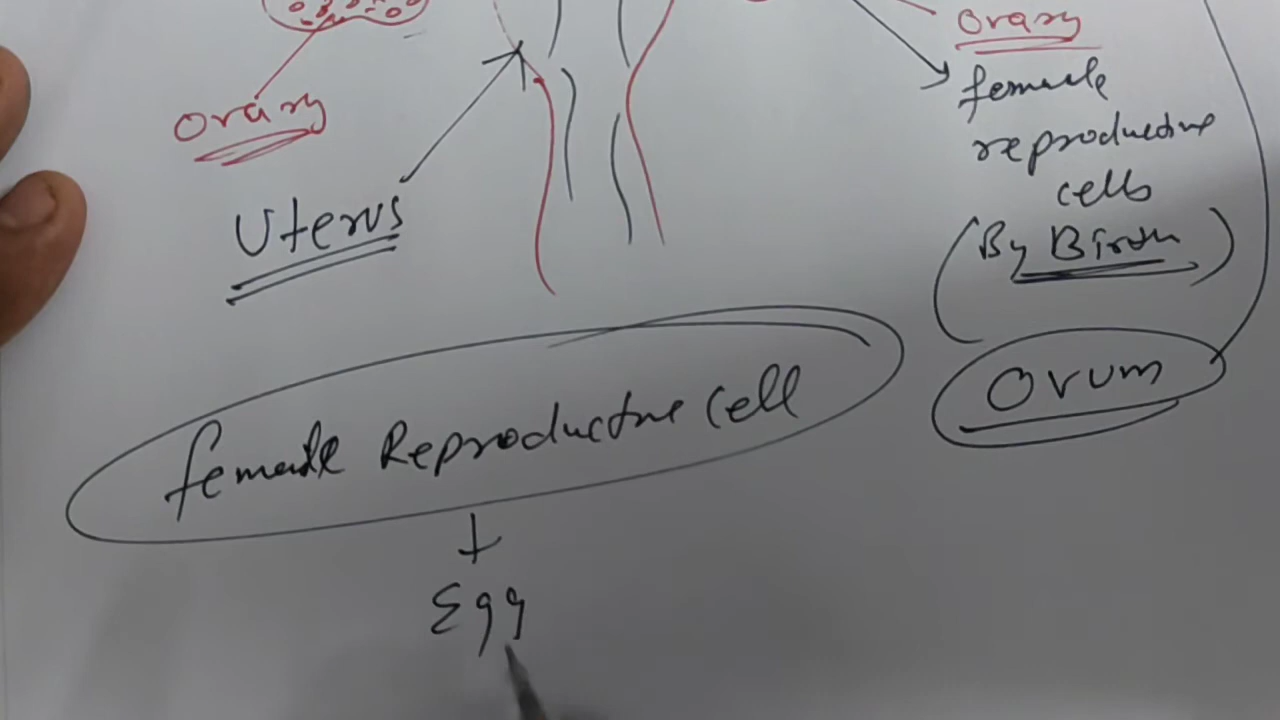 Ovary
Ovary
Uterus
female
reproductive
cells
(By Birth)
Ovum
female Reproductive Cell
Egg